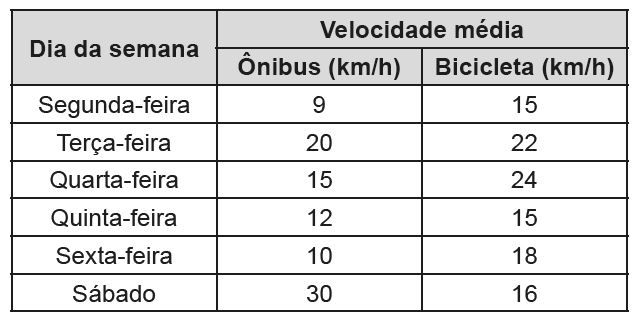 Dia da semana Velocidade média
Ônibus (km/h) Bicicleta (km/h)
Segunda-feira 9 15
Terça-feira 20 22
Quarta-feira 15 24
Quinta-feira 12 15
Sexta-feira 10 18
Sábado 30 16